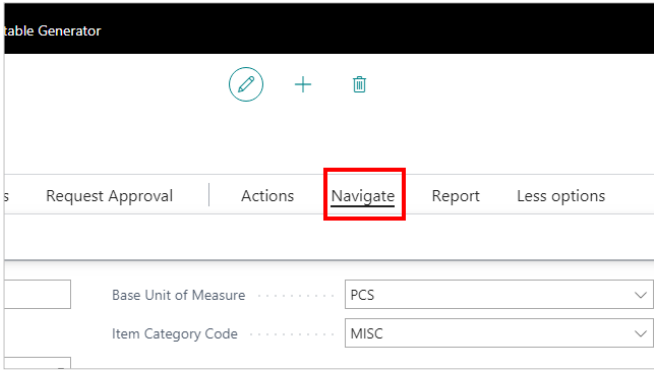 table Generator
s Request Approval Actions Navigate Report Less options
Base Unit of Measure PCS
Item Category Code MISC